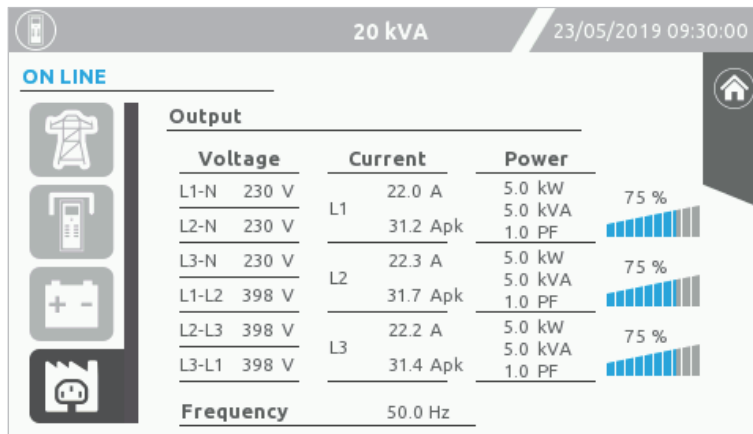 20 kVA
23/05/2019 09:30:00
ON LINE
Output
Voltage Current Power
L1-N 230 V
L2-N 230 V
L3-N 230 V
L1-L2 398 V
L2-L3 398 V
L3-L1 398 V
L1
22.0 A
31.2 Apk
L2
22.3 A
31.7 Apk
L3
22.2 A
31.4 Apk
5.0 kW
5.0 kVA
1.0 PF
75 %
5.0 kW
5.0 kVA
1.0 PF
75 %
5.0 kW
5.0 kVA
1.0 PF
75 %
Frequency 50.0 Hz